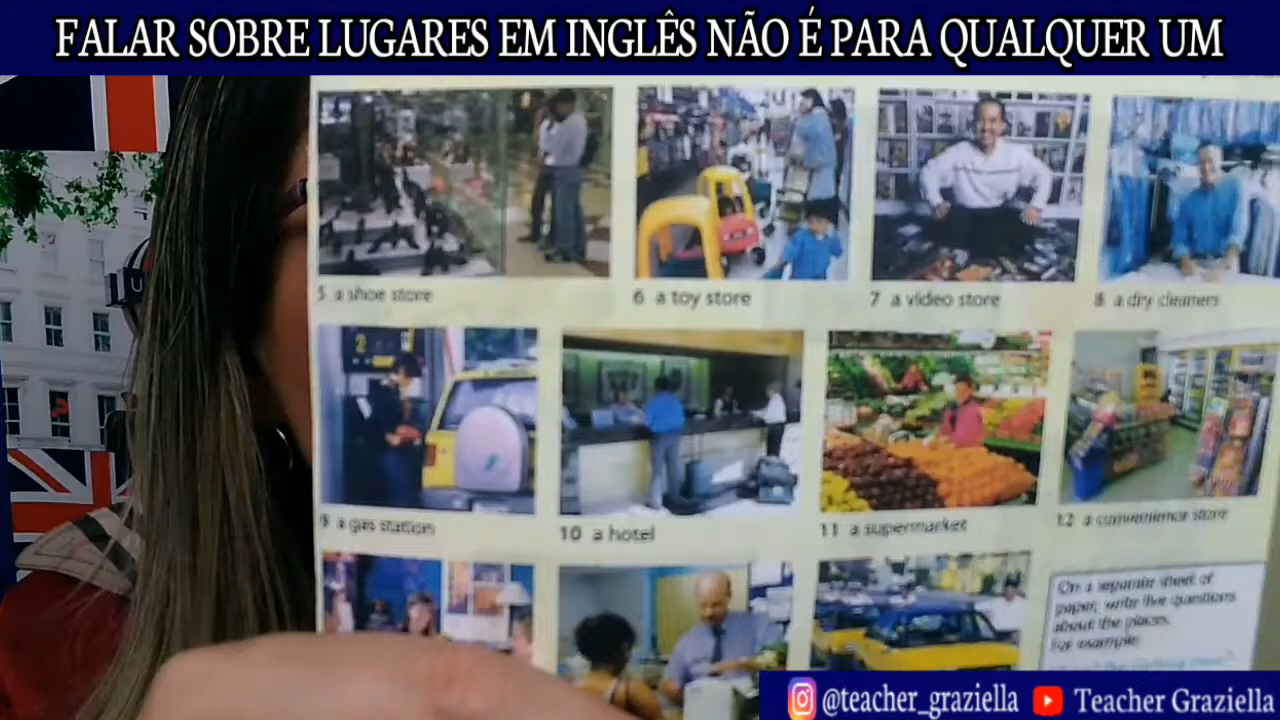 FALAR SOBRE LUGARES EM INGLÊS NÃO É PARA QUALQUER UM
5 a shoe store
6 a toy store
7 a video store
8 a dry cleaners
9 a gas station
10 a hotel
11 a supermarket
12 a convenience store
On a separate sheet of
paper, write five questions
about the places.
For example:
@teacher_graziella
Teacher Graziella